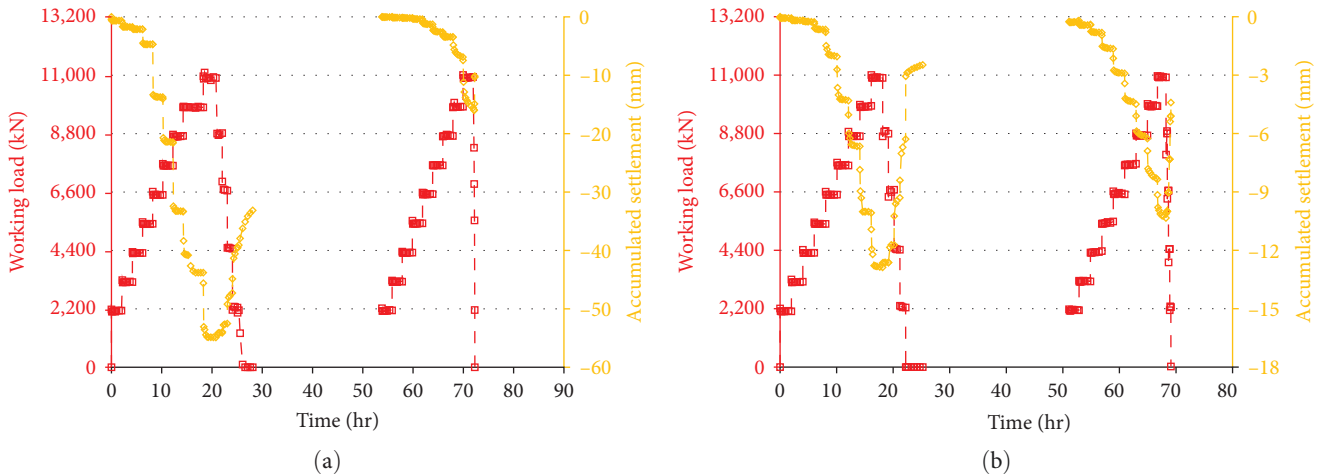 13,200
11,000
8,800
6,600
4,400
2,200
0
Working load (kN)
0
−10
−20
−30
−40
−50
−60
Accumulated settlement (mm)
0 10 20 30 40 50 60 70 80 90
Time (hr)
(a)
13,200
11,000
8,800
6,600
4,400
2,200
0
Working load (kN)
0
−3
−6
−9
−12
−15
−18
Accumulated settlement (mm)
0 10 20 30 40 50 60 70 80
Time (hr)
(b)